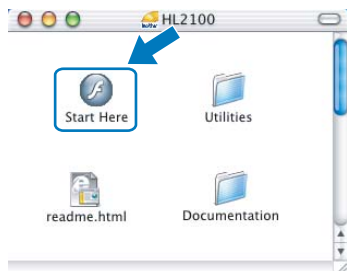 HL2100
Start Here
Utilities
readme.html
Documentation